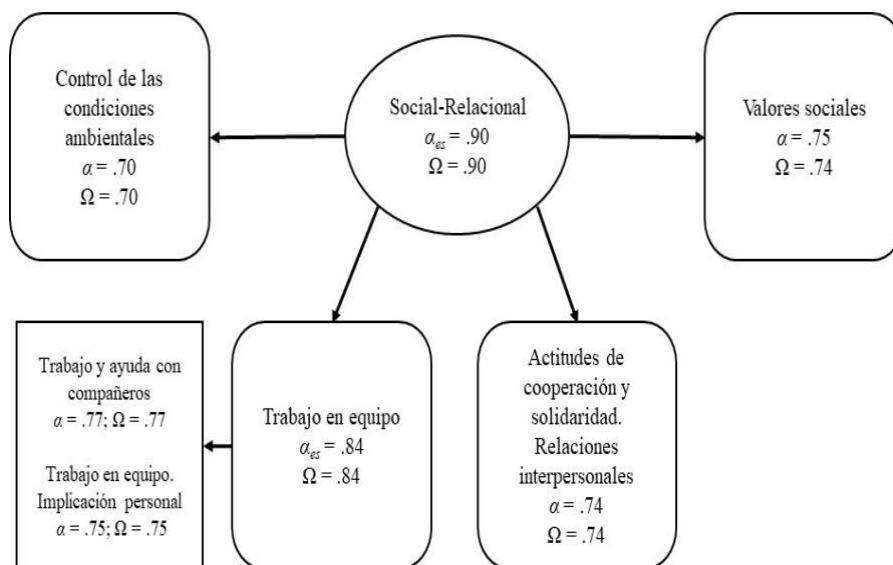 Control de las
condiciones
ambientales
α = .70
Ω = .70
Social-Relacional
αes = .90
Ω = .90
Valores sociales
α = .75
Ω = .74
Trabajo y ayuda con
compañeros
α = .77; Ω = .77
Trabajo en equipo.
Implicación personal
α = .75; Ω = .75
Trabajo en equipo
αes = .84
Ω = .84
Actitudes de
cooperación y
solidaridad.
Relaciones
interpersonales
α = .74
Ω = .74